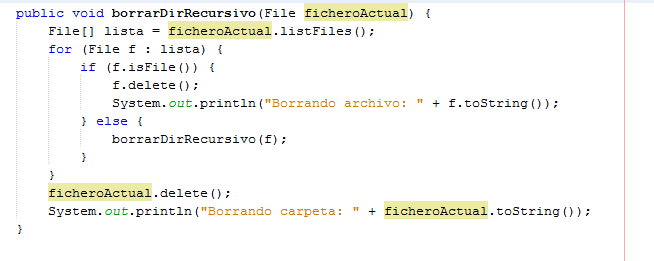 public void borrarDirRecursivo(File ficheroActual) {
File[] lista = ficheroActual.listFiles();
for (File f : lista) {
if (f.isFile()) {
f.delete();
System.out.println("Borrando archivo: " + f.toString());
} else {
borrarDirRecursivo(f);
}
}
ficheroActual.delete();
System.out.println("Borrando carpeta: " + ficheroActual.toString());
}